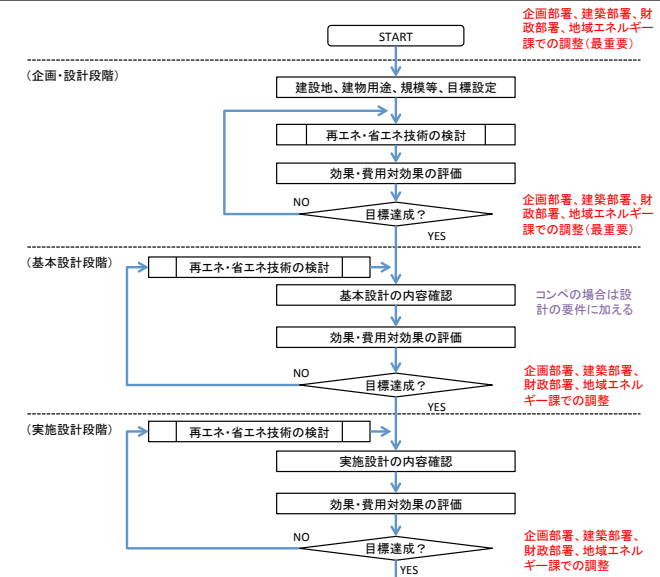 企画部署、建築部署、財
政部署、地域エネルギー
課での調整(最重要)
START
(企画・設計段階)
建設地、建物用途、規模等、目標設定
再エネ・省エネ技術の検討
効果・費用対効果の評価
NO
目標達成?
YES
企画部署、建築部署、財
政部署、地域エネルギー
課での調整(最重要)
(基本設計段階)
再エネ・省エネ技術の検討
基本設計の内容確認
コンペの場合は設
計の要件に加える
効果・費用対効果の評価
NO
目標達成?
YES
企画部署、建築部署、
財政部署、地域エネル
ギー課での調整
(実施設計段階)
再エネ・省エネ技術の検討
実施設計の内容確認
効果・費用対効果の評価
NO
目標達成?
YES
企画部署、建築部署、
財政部署、地域エネル
ギー課での調整